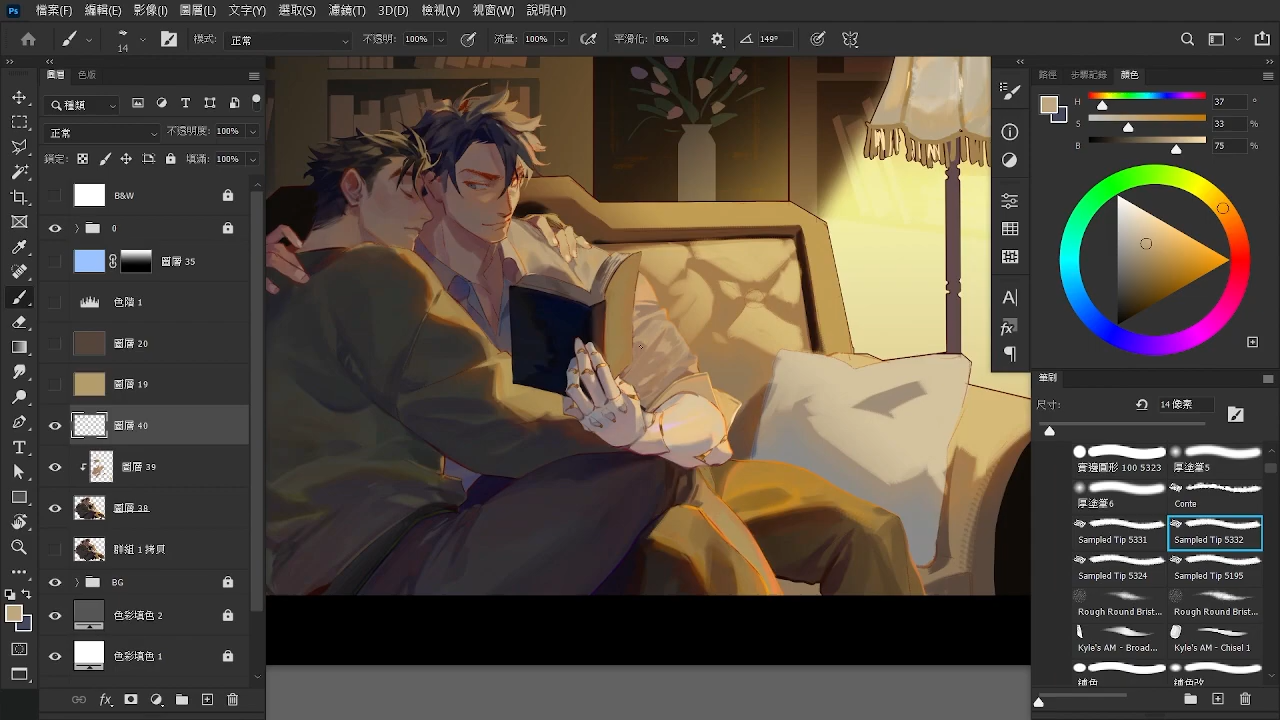 Ps 檔案(F) 編輯(E) 影像(I) 圖層(L) 文字(Y) 選取(S) 濾鏡(T) 3D(D) 檢視(V) 視窗(W) 說明(H)
14 模式: 正常 不透明: 100% 流量: 100% 平滑化: 0% 149°
圖層 色版
種類
正常 不透明度: 100%
鎖定: 填滿: 100%
B&W
圖層 35
色階 1
圖層 20
圖層 19
圖層 39
群組 1 拷貝
BG
色彩填色 2
色彩填色 1
路徑 步驟記錄 顏色
H 37 °
S 33 %
B 75 %
筆刷
尺寸: 14 像素
實邊圓形 100 5323 厚塗筆5
厚塗筆6 Conte
Sampled Tip 5331 Sampled Tip 5332
Sampled Tip 5324 Sampled Tip 5195
Rough Round Brist... Rough Round Brist...
Kyle's AM - Broad... Kyle's AM - Chisel 1